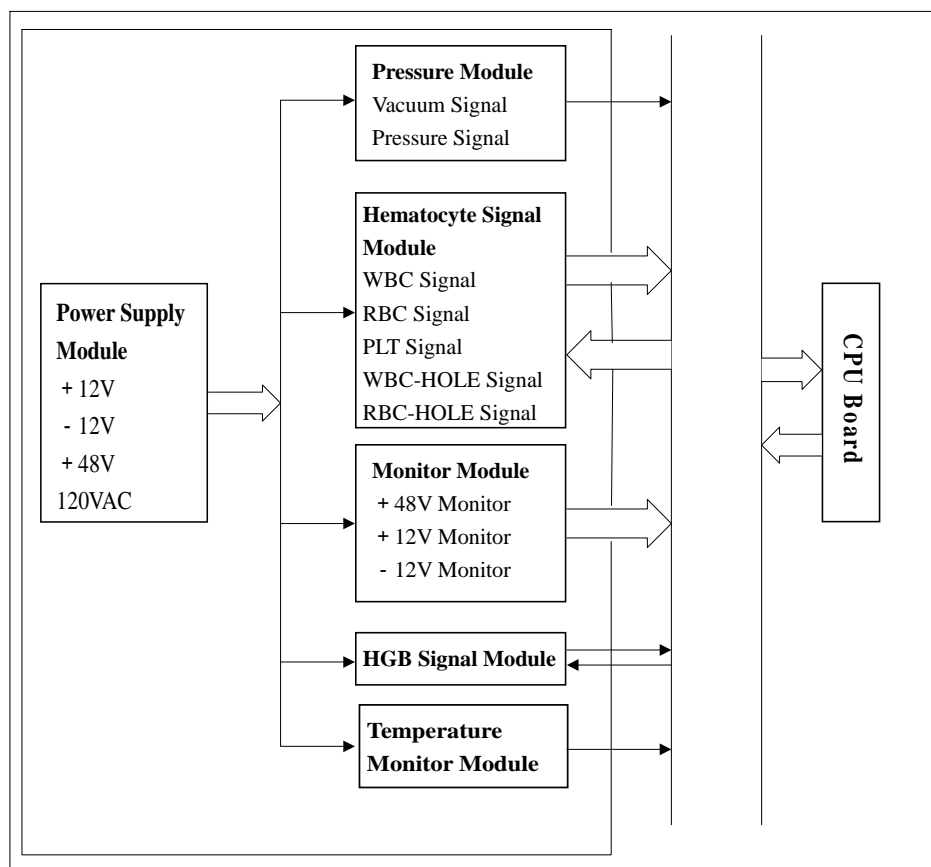 Pressure Module
Vacuum Signal
Pressure Signal
Hematocyte Signal
Module
WBC Signal
RBC Signal
PLT Signal
WBC-HOLE Signal
RBC-HOLE Signal
Power Supply
Module
+12V
-12V
+48V
120VAC
Monitor Module
+48V Monitor
+12V Monitor
-12V Monitor
HGB Signal Module
Temperature
Monitor Module
CPU Board